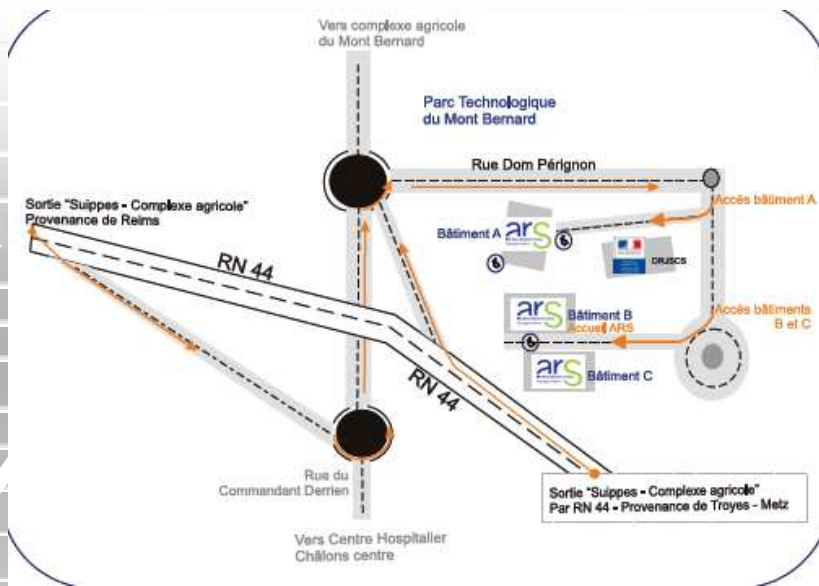 Vers complexe agricole
du Mont Bernard
Parc Technologique
du Mont Bernard
Rue Dom Pérignon
Sortie "Suippes - Complexe agricole"
Provenance de Reims
Accès bâtiment A
Bâtiment A
ars
DRJSCS
RN 44
ars
Bâtiment B
Accueil ARS
Accès bâtiments
B et C
ars
Bâtiment C
RN 44
Rue du
Commandant Derrien
Sortie "Suippes - Complexe agricole"
Par RN 44 - Provenance de Troyes - Metz
Vers Centre Hospitalier
Châlons centre